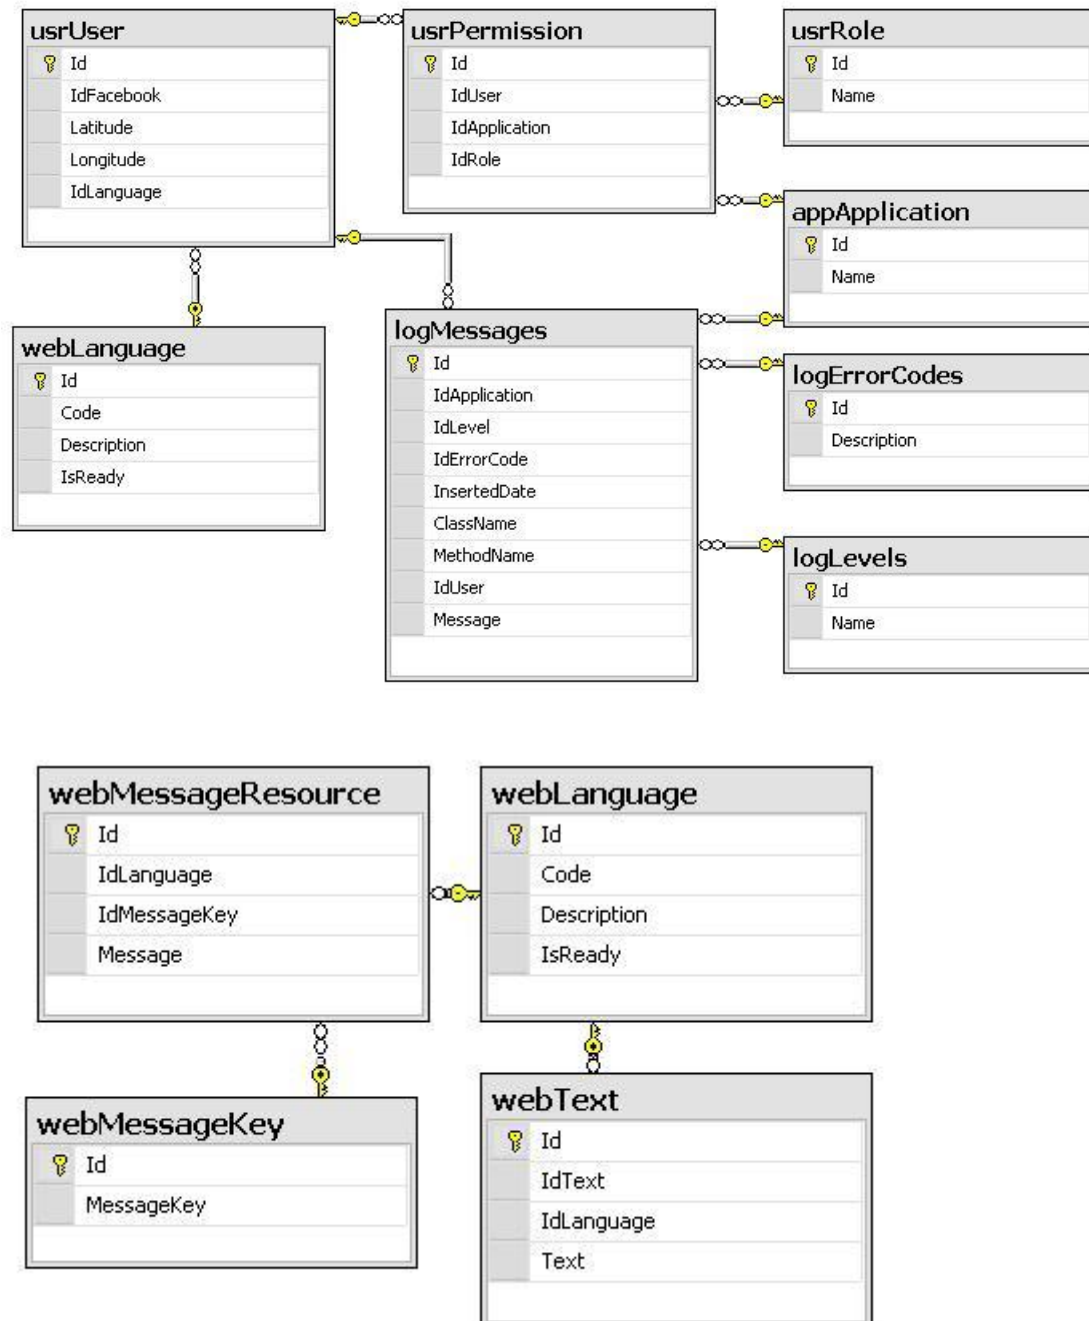 usrUser
Id
IdFacebook
Latitude
Longitude
IdLanguage
usrPermission
Id
IdUser
IdApplication
IdRole
usrRole
Id
Name
appApplication
Id
Name
webLanguage
Id
Code
Description
IsReady
logMessages
Id
IdApplication
IdLevel
IdErrorCode
InsertedDate
ClassName
MethodName
IdUser
Message
logErrorCodes
Id
Description
logLevels
Id
Name
webMessageResource
Id
IdLanguage
IdMessageKey
Message
webLanguage
Id
Code
Description
IsReady
webMessageKey
Id
MessageKey
webText
Id
IdText
IdLanguage
Text